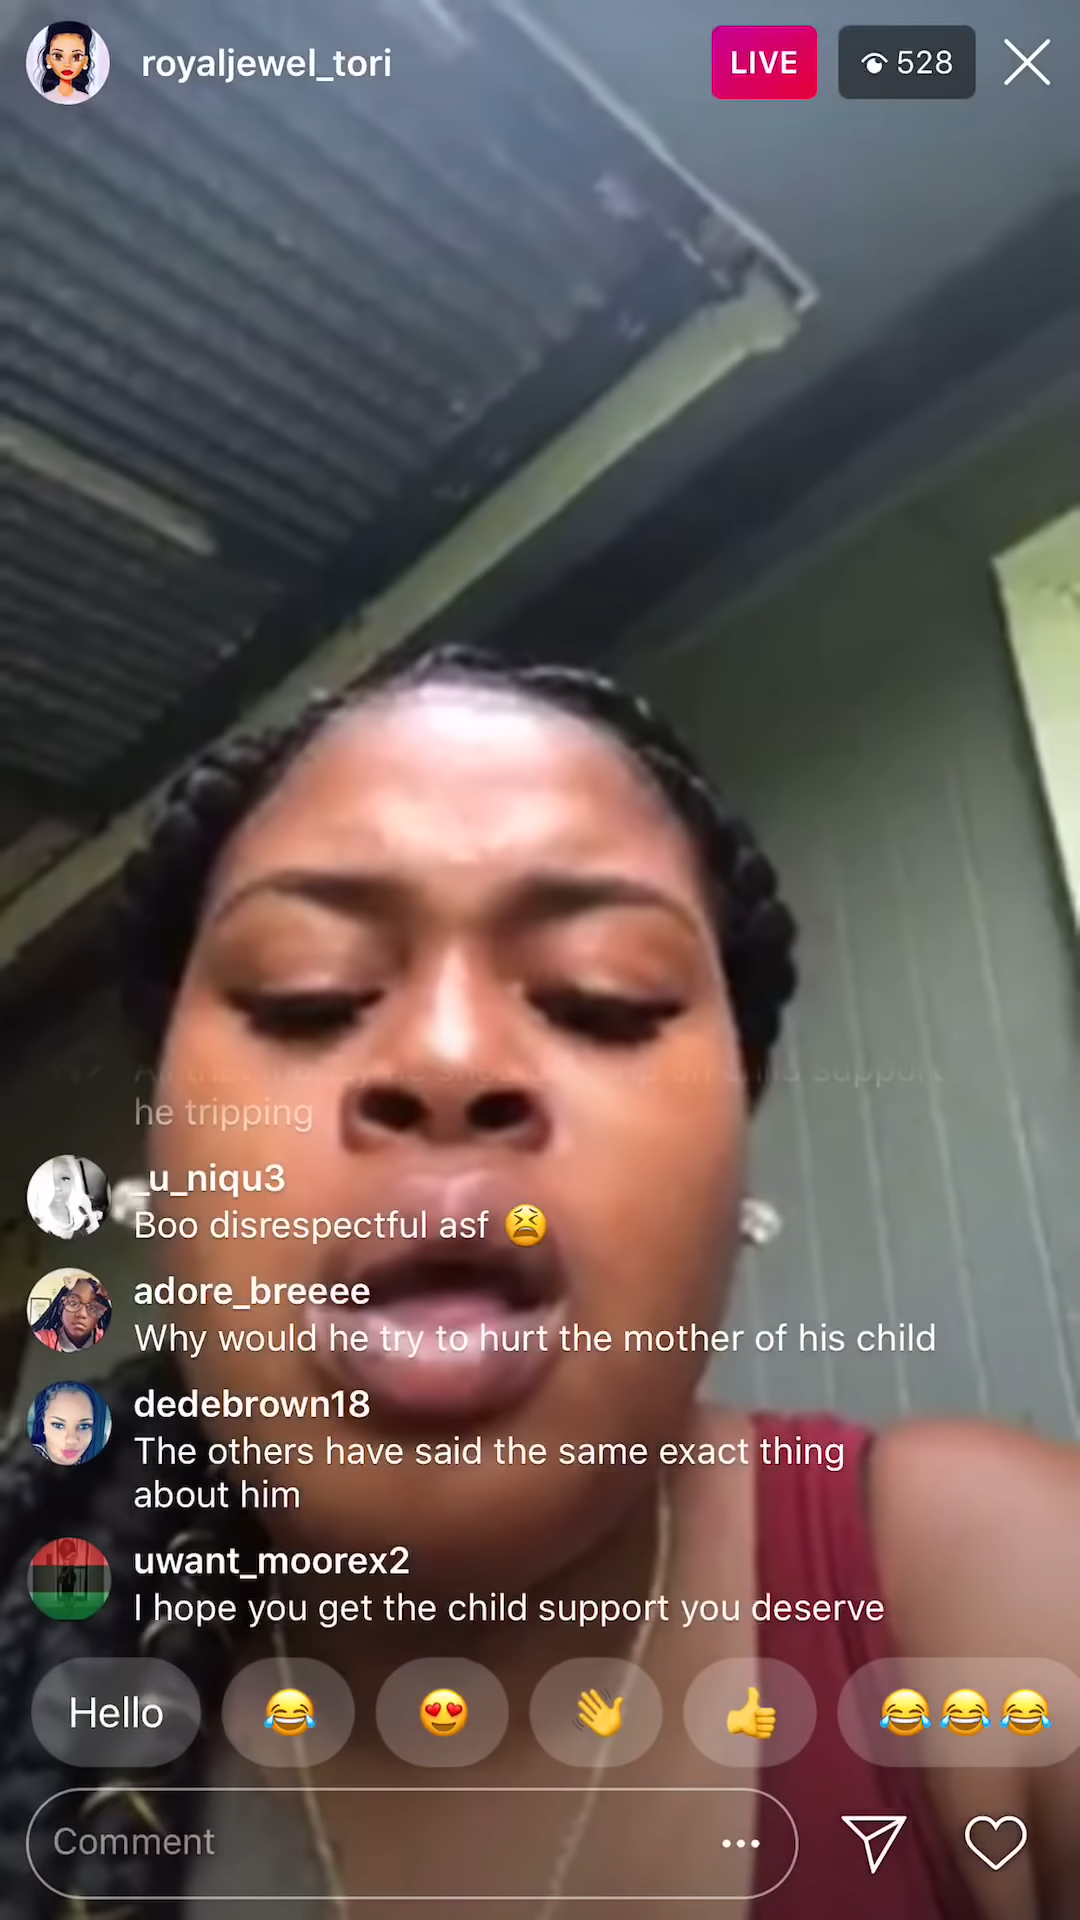 royaljewel_tori
LIVE
528
he tripping
_u_niqu3
Boo disrespectful asf 😫
adore_breeee
Why would he try to hurt the mother of his child
dedebrown18
The others have said the same exact thing
about him
uwant_moorex2
I hope you get the child support you deserve
Hello 😂 😍 👋 👍 😂😂😂
Comment